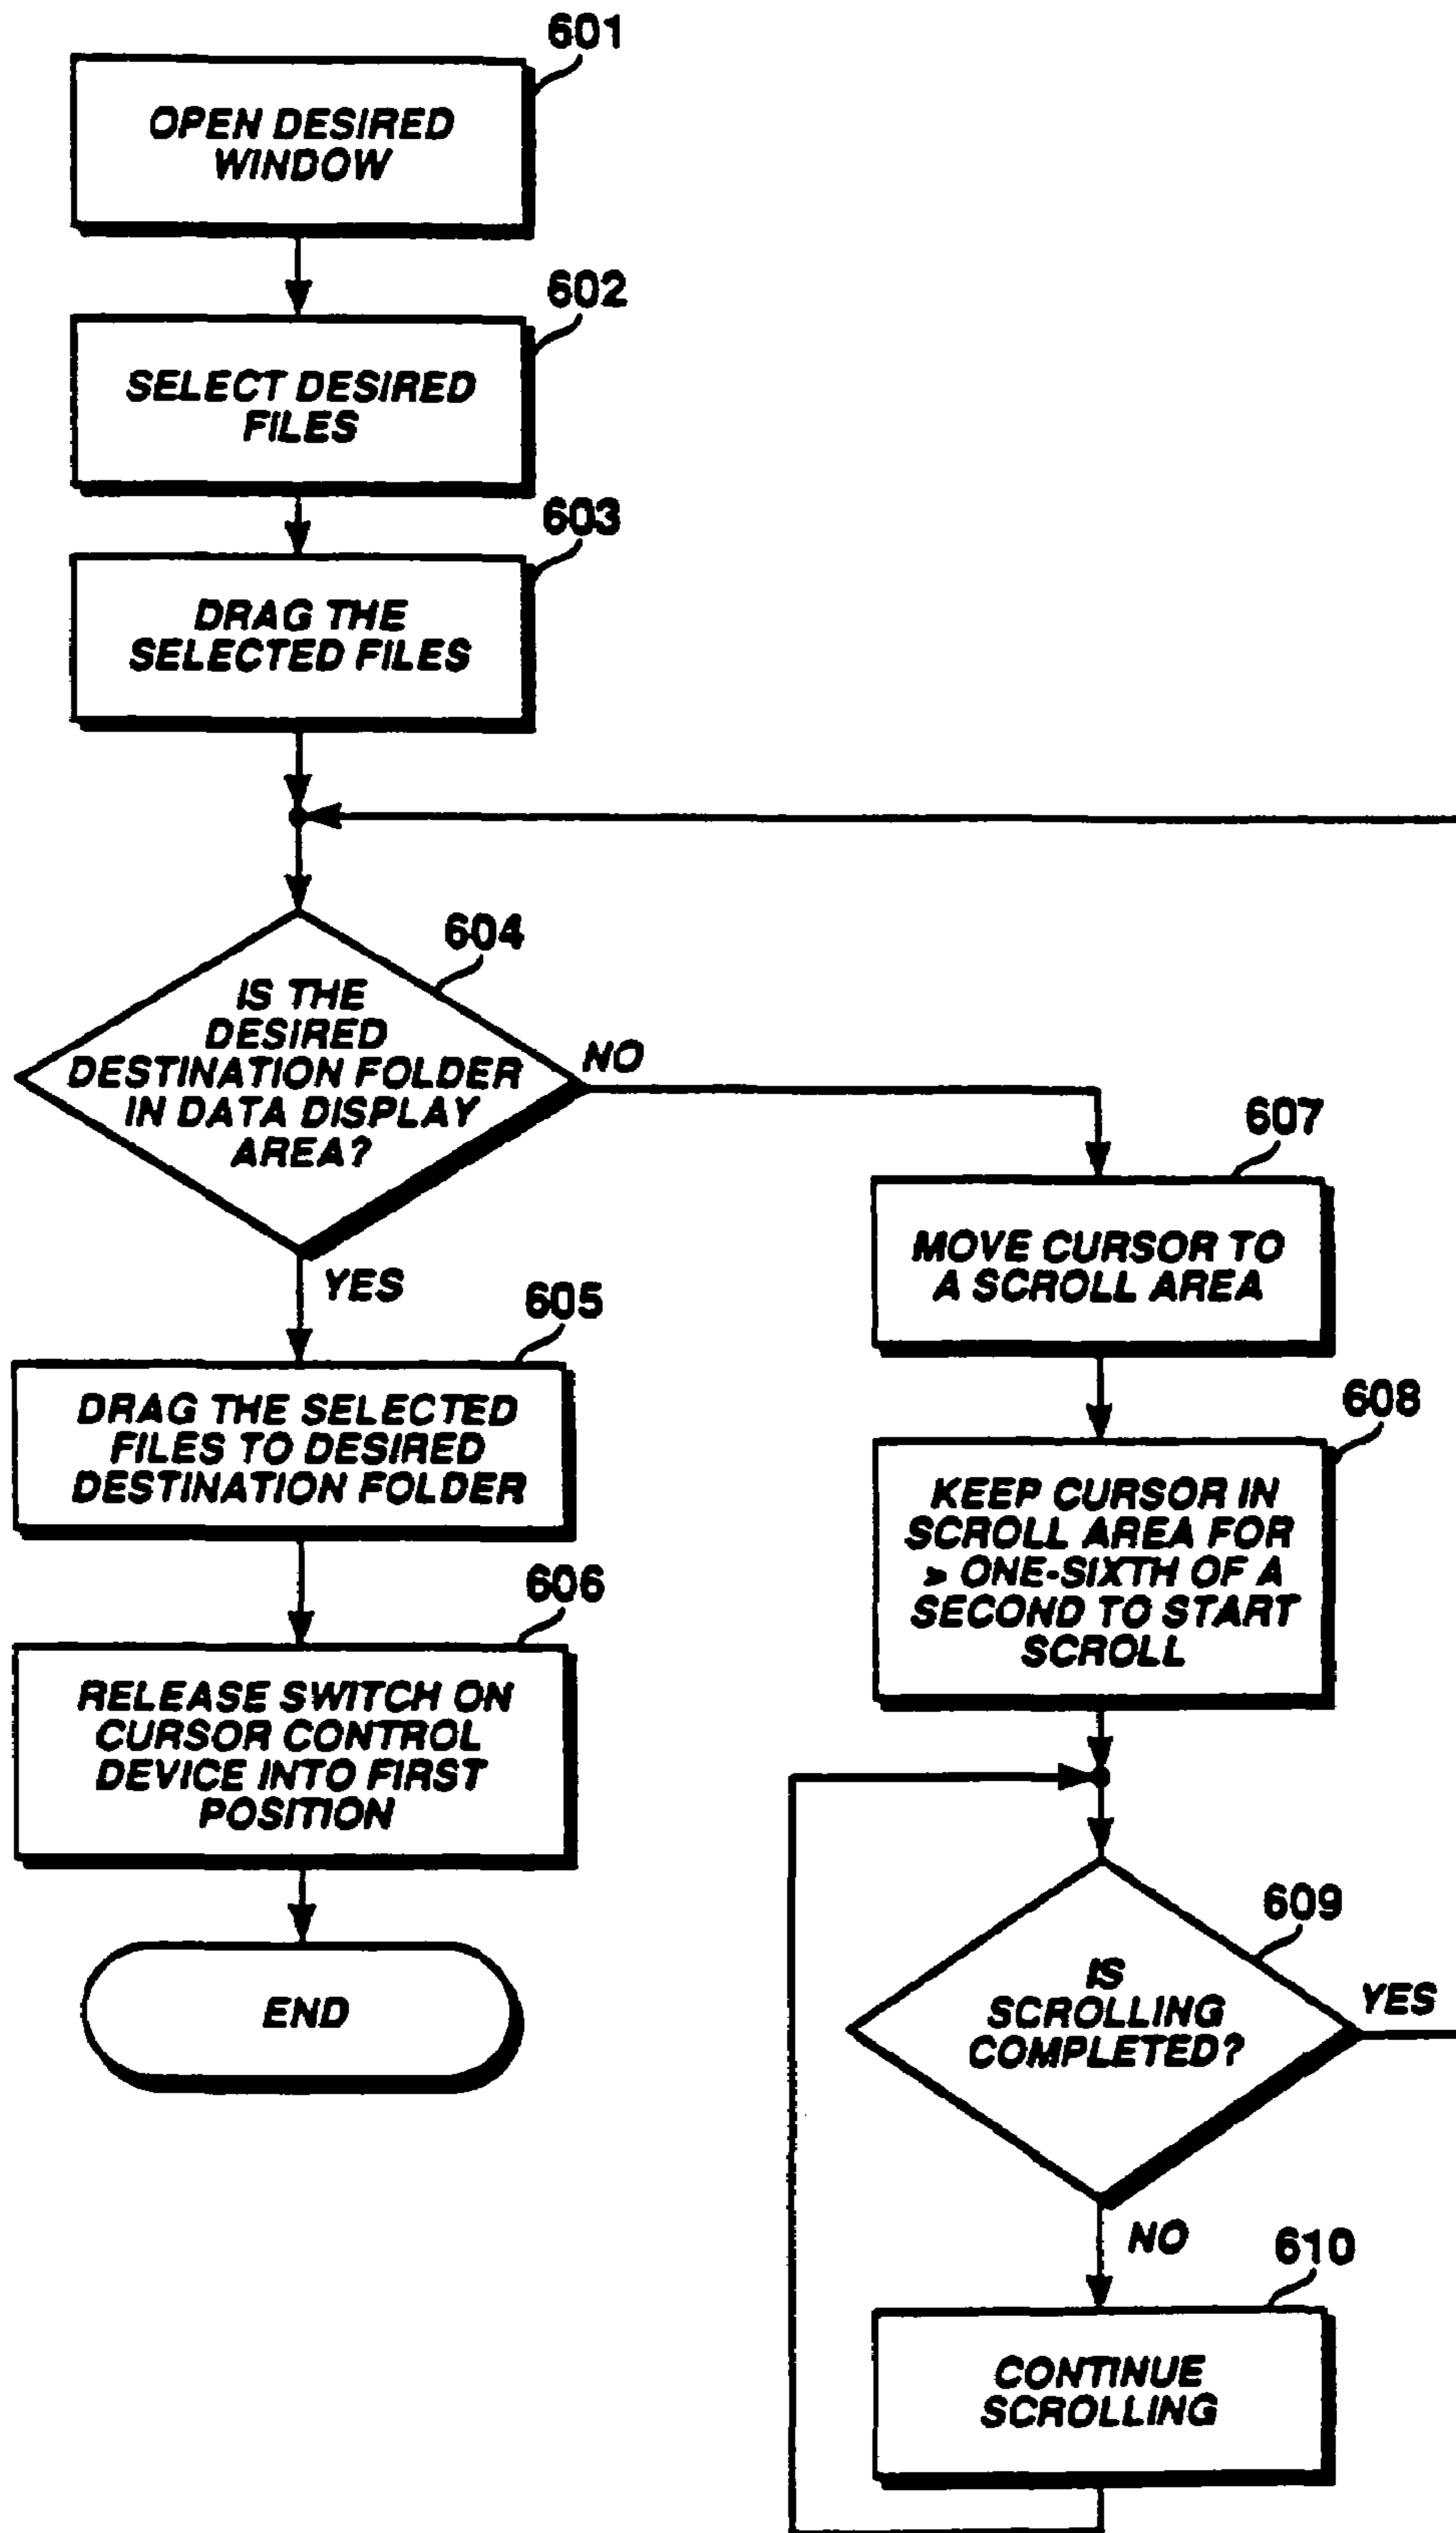 601
OPEN DESIRED
WINDOW
602
SELECT DESIRED
FILES
603
DRAG THE
SELECTED FILES
604
IS THE
DESIRED
DESTINATION FOLDER
IN DATA DISPLAY
AREA?
NO
YES
605
DRAG THE SELECTED
FILES TO DESIRED
DESTINATION FOLDER
606
RELEASE SWITCH ON
CURSOR CONTROL
DEVICE INTO FIRST
POSITION
END
607
MOVE CURSOR TO
A SCROLL AREA
608
KEEP CURSOR IN
SCROLL AREA FOR
> ONE-SIXTH OF A
SECOND TO START
SCROLL
609
IS
SCROLLING
COMPLETED?
YES
NO
610
CONTINUE
SCROLLING